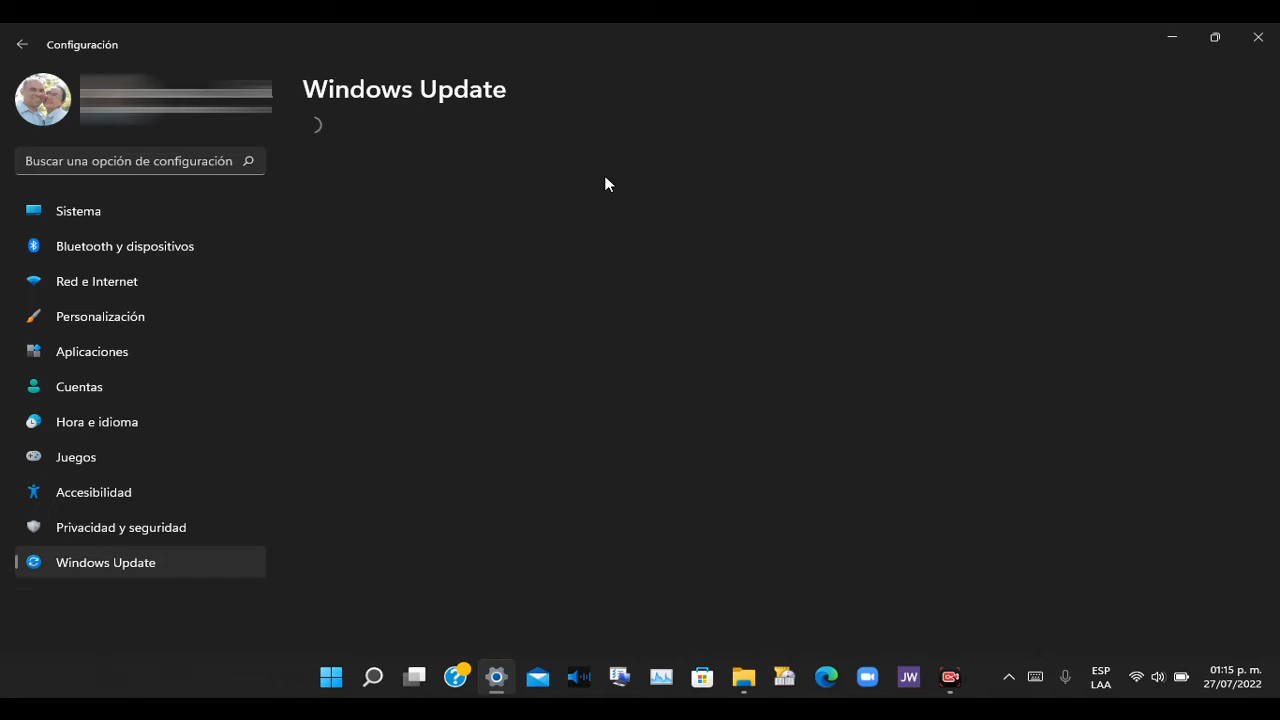 Configuración
Windows Update
Buscar una opción de configuración
Sistema
Bluetooth y dispositivos
Red e Internet
Personalización
Aplicaciones
Cuentas
Hora e idioma
Juegos
Accesibilidad
Privacidad y seguridad
Windows Update
JW
ESP
LAA
01:15 p. m.
27/07/2022